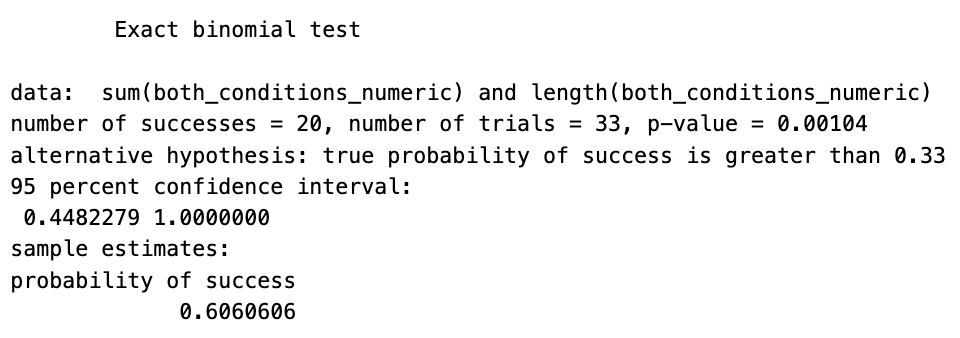 Exact binomial test
data:  sum(both_conditions_numeric) and length(both_conditions_numeric)
number of successes = 20, number of trials = 33, p-value = 0.00104
alternative hypothesis: true probability of success is greater than 0.33
95 percent confidence interval:
 0.4482279 1.0000000
sample estimates:
probability of success
             0.6060606